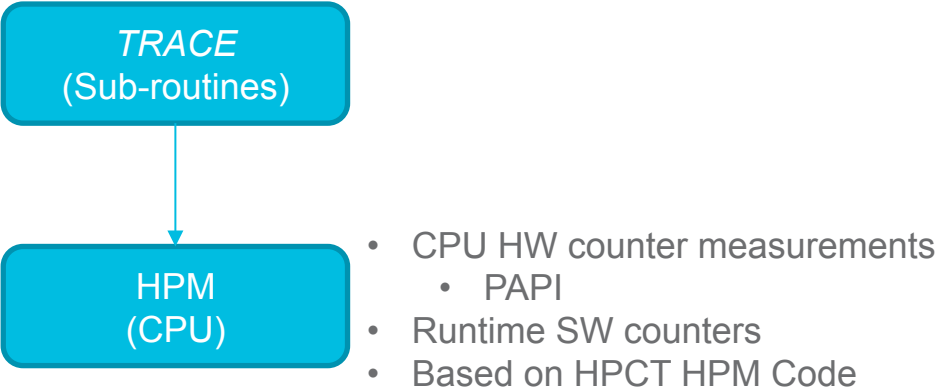 TRACE
(Sub-routines)
HPM
(CPU)
• CPU HW counter measurements
• PAPI
• Runtime SW counters
• Based on HPCT HPM Code